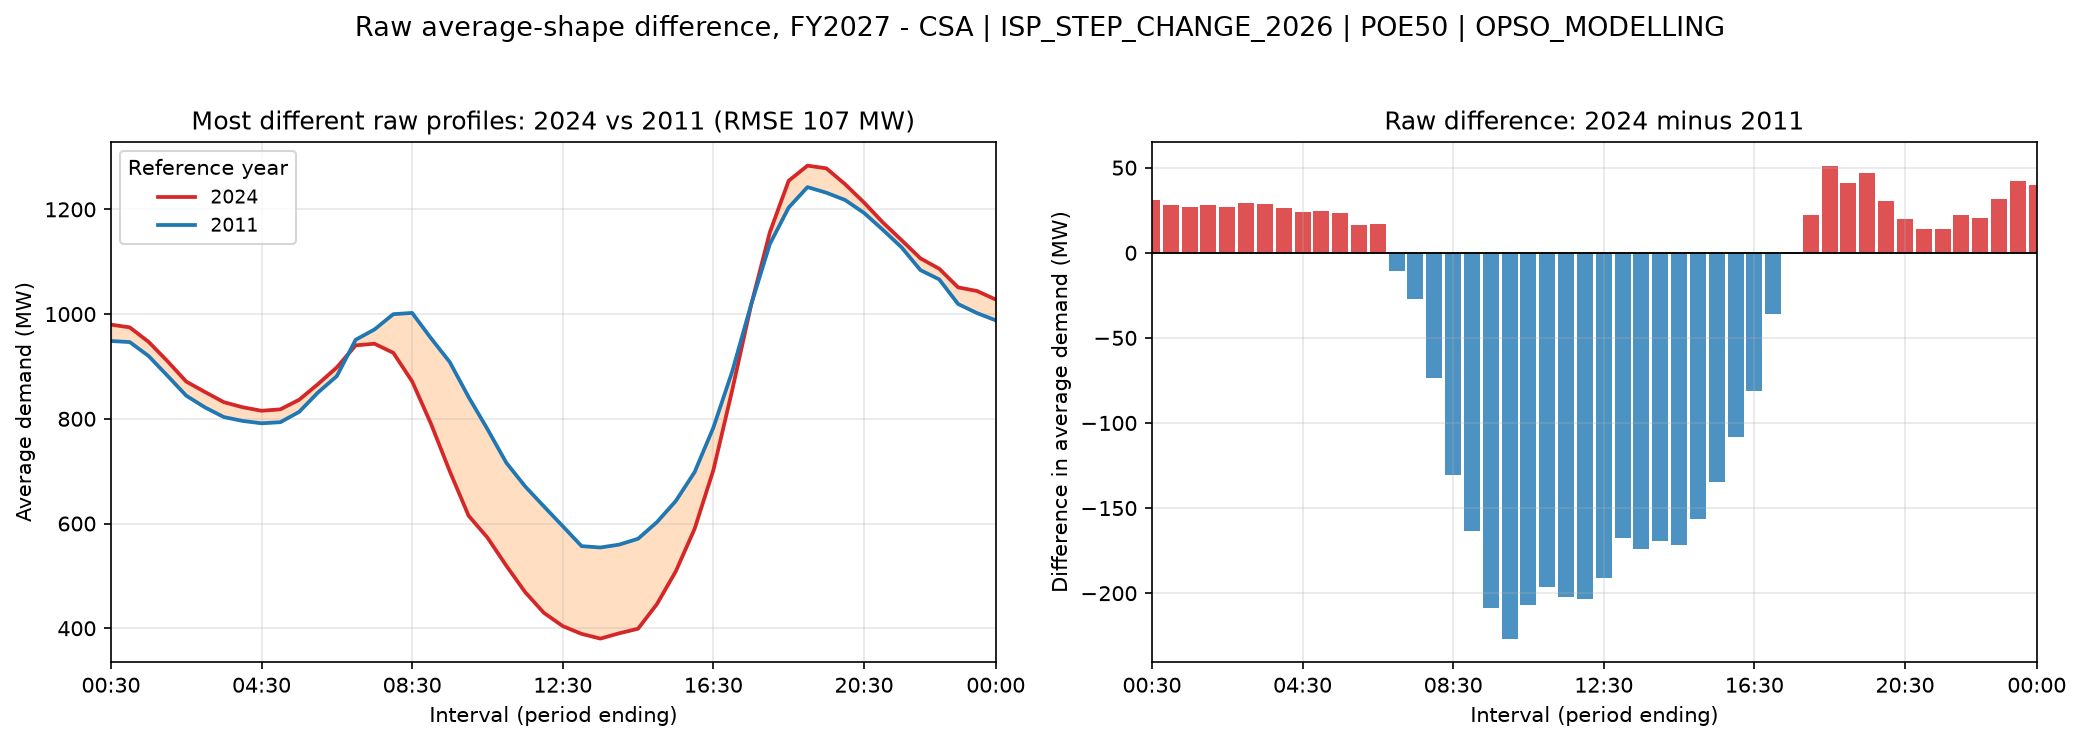 Raw average-shape difference, FY2027 - CSA | ISP_STEP_CHANGE_2026 | POE50 | OPSO_MODELLING
Most different raw profiles: 2024 vs 2011 (RMSE 107 MW)
Reference year
2024
2011
Average demand (MW)
1200
1000
800
600
400
00:30 04:30 08:30 12:30 16:30 20:30 00:00
Interval (period ending)
Raw difference: 2024 minus 2011
Difference in average demand (MW)
50
0
−50
−100
−150
−200
00:30 04:30 08:30 12:30 16:30 20:30 00:00
Interval (period ending)